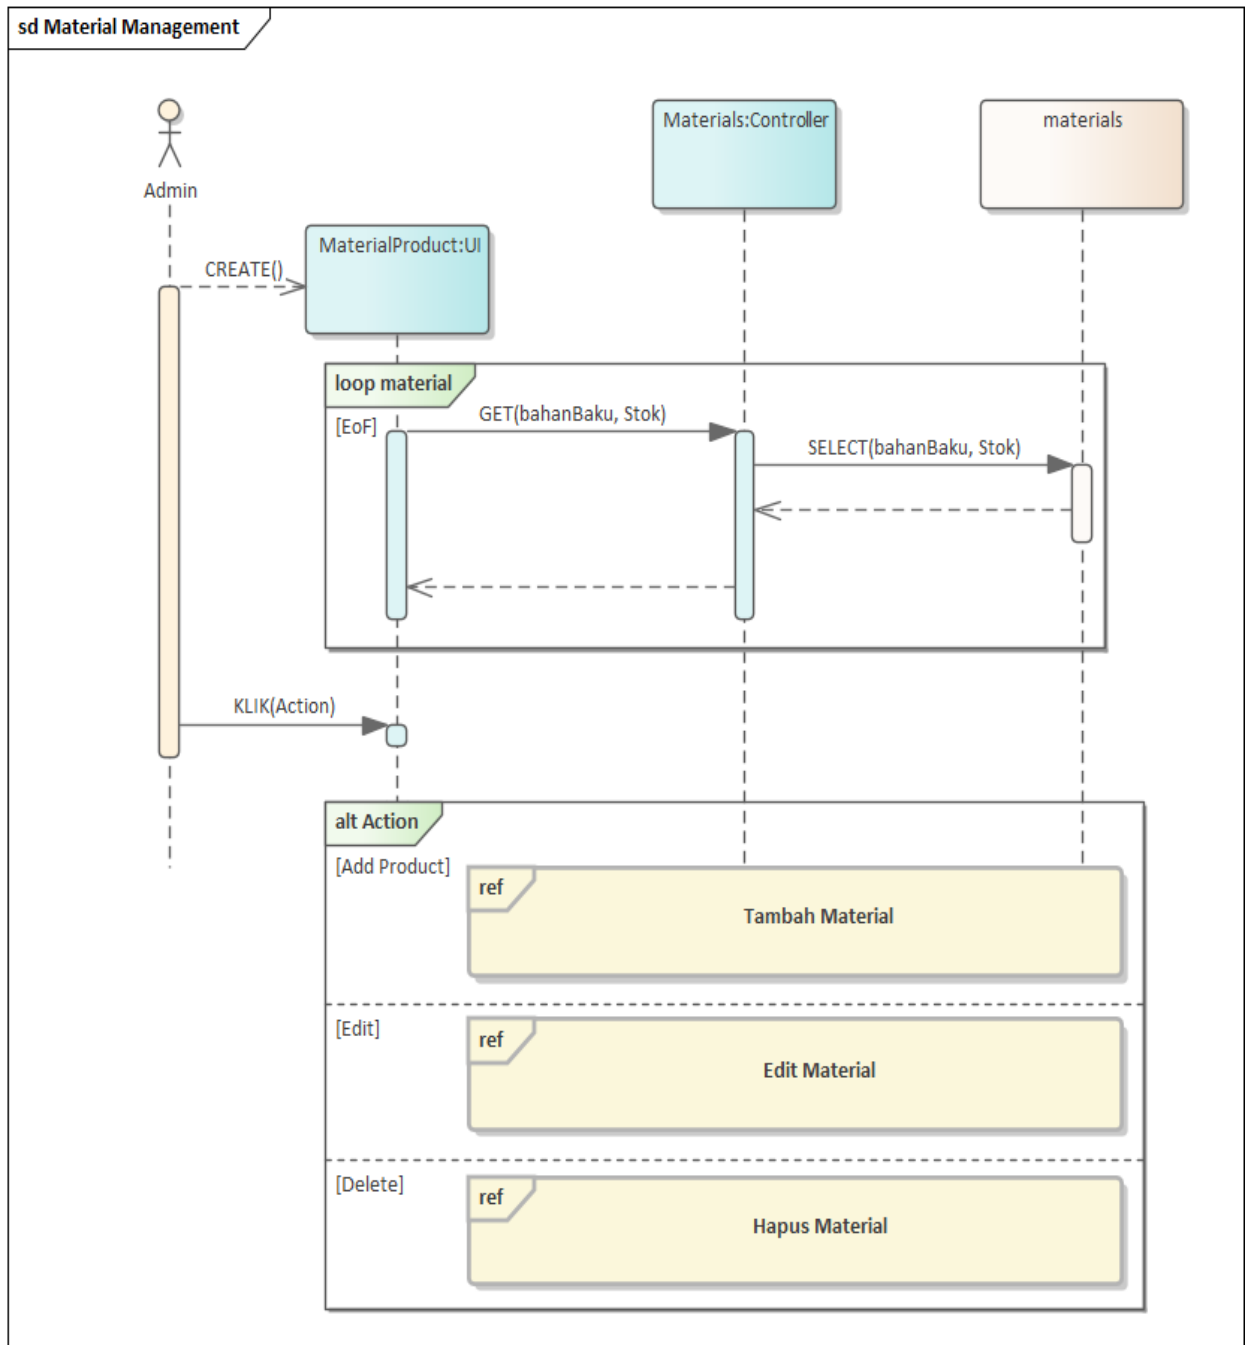 sd Material Management
Admin
MaterialProduct:UI
Materials:Controller
materials
CREATE()
loop material
[EoF]
GET(bahanBaku, Stok)
SELECT(bahanBaku, Stok)
KLIK(Action)
alt Action
[Add Product]
ref
Tambah Material
[Edit]
ref
Edit Material
[Delete]
ref
Hapus Material